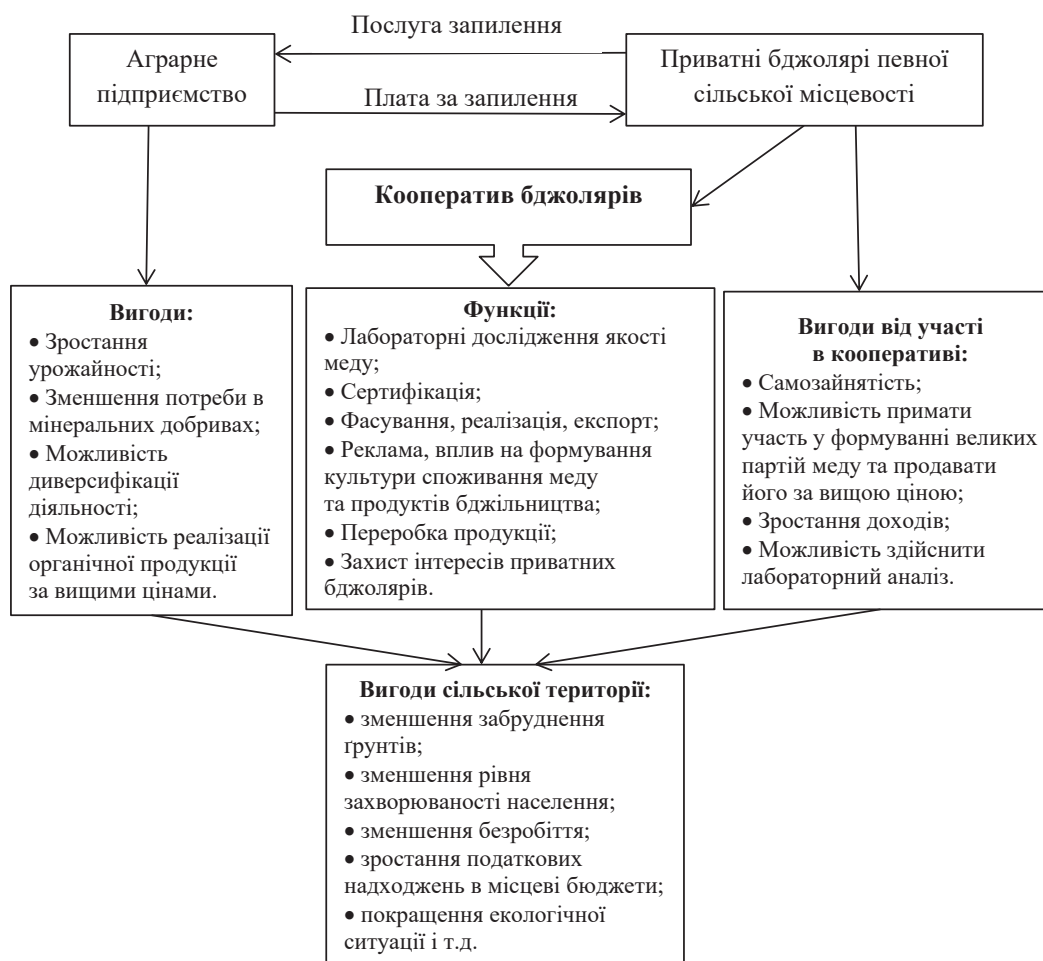 Послуга запилення
Аграрне
підприємство
Приватні бджолярі певної
сільської місцевості
Плата за запилення
Кооператив бджолярів
Вигоди:
• Зростання
урожайності;
• Зменшення потреби в
мінеральних добривах;
• Можливість
диверсифікації
діяльності;
• Можливість реалізації
органічної продукції
за вищими цінами.
Функції:
• Лабораторні дослідження якості
меду;
• Сертифікація;
• Фасування, реалізація, експорт;
• Реклама, вплив на формування
культури споживання меду
та продуктів бджільництва;
• Переробка продукції;
• Захист інтересів приватних
бджолярів.
Вигоди від участі
в кооперативі:
• Самозайнятість;
• Можливість примати
участь у формуванні великих
партій меду та продавати
його за вищою ціною;
• Зростання доходів;
• Можливість здійснити
лабораторний аналіз.
Вигоди сільської території:
• зменшення забруднення
ґрунтів;
• зменшення рівня
захворюваності населення;
• зменшення безробіття;
• зростання податкових
надходжень в місцеві бюджети;
• покращення екологічної
ситуації і т.д.